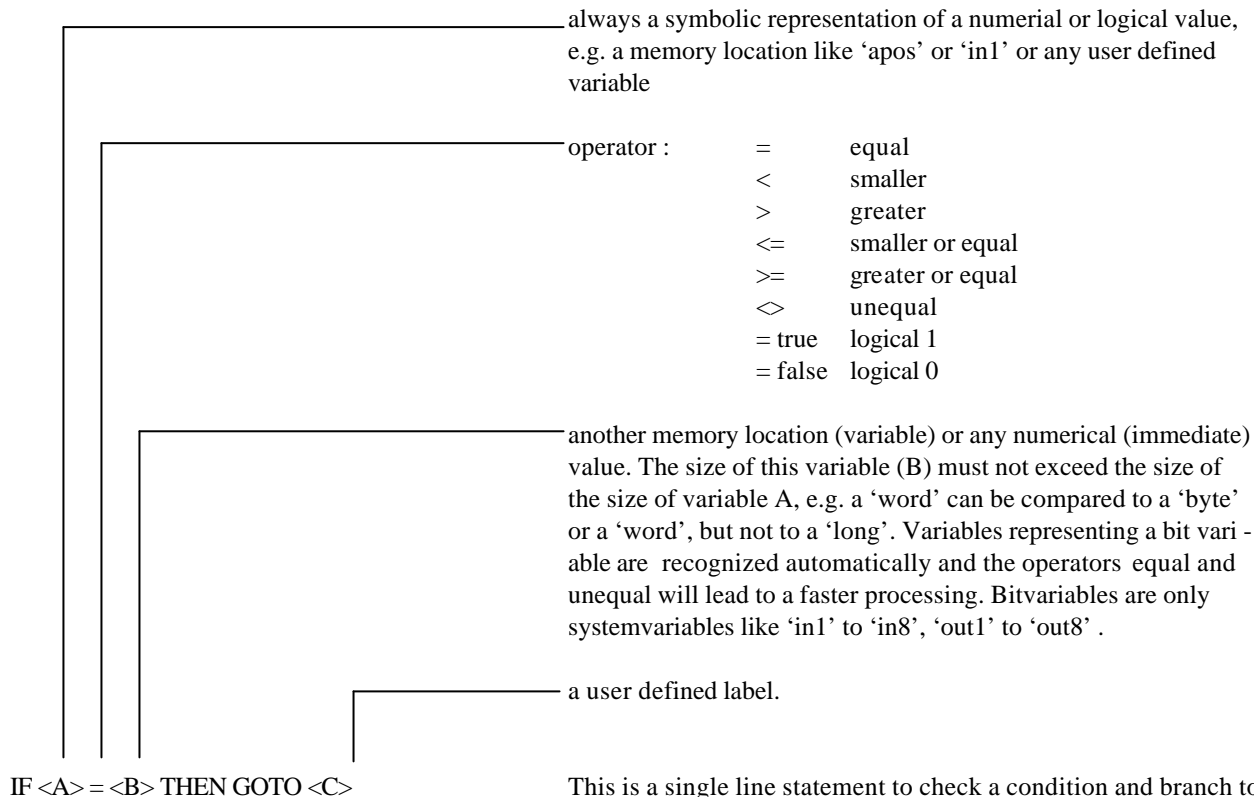 always a symbolic representation of a numerial or logical value,
e.g. a memory location like ‘apos’ or ‘in1’ or any user defined
variable
operator : = equal
< smaller
> greater
<= smaller or equal
>= greater or equal
<> unequal
= true logical 1
= false logical 0
another memory location (variable) or any numerical (immediate)
value. The size of this variable (B) must not exceed the size of
the size of variable A, e.g. a ‘word’ can be compared to a ‘byte’
or a ‘word’, but not to a ‘long’. Variables representing a bit vari -
able are recognized automatically and the operators equal and
unequal will lead to a faster processing. Bitvariables are only
systemvariables like ‘in1’ to ‘in8’, ‘out1’ to ‘out8’ .
a user defined label.
IF <A> = <B> THEN GOTO <C> This is a single line statement to check a condition and branch to